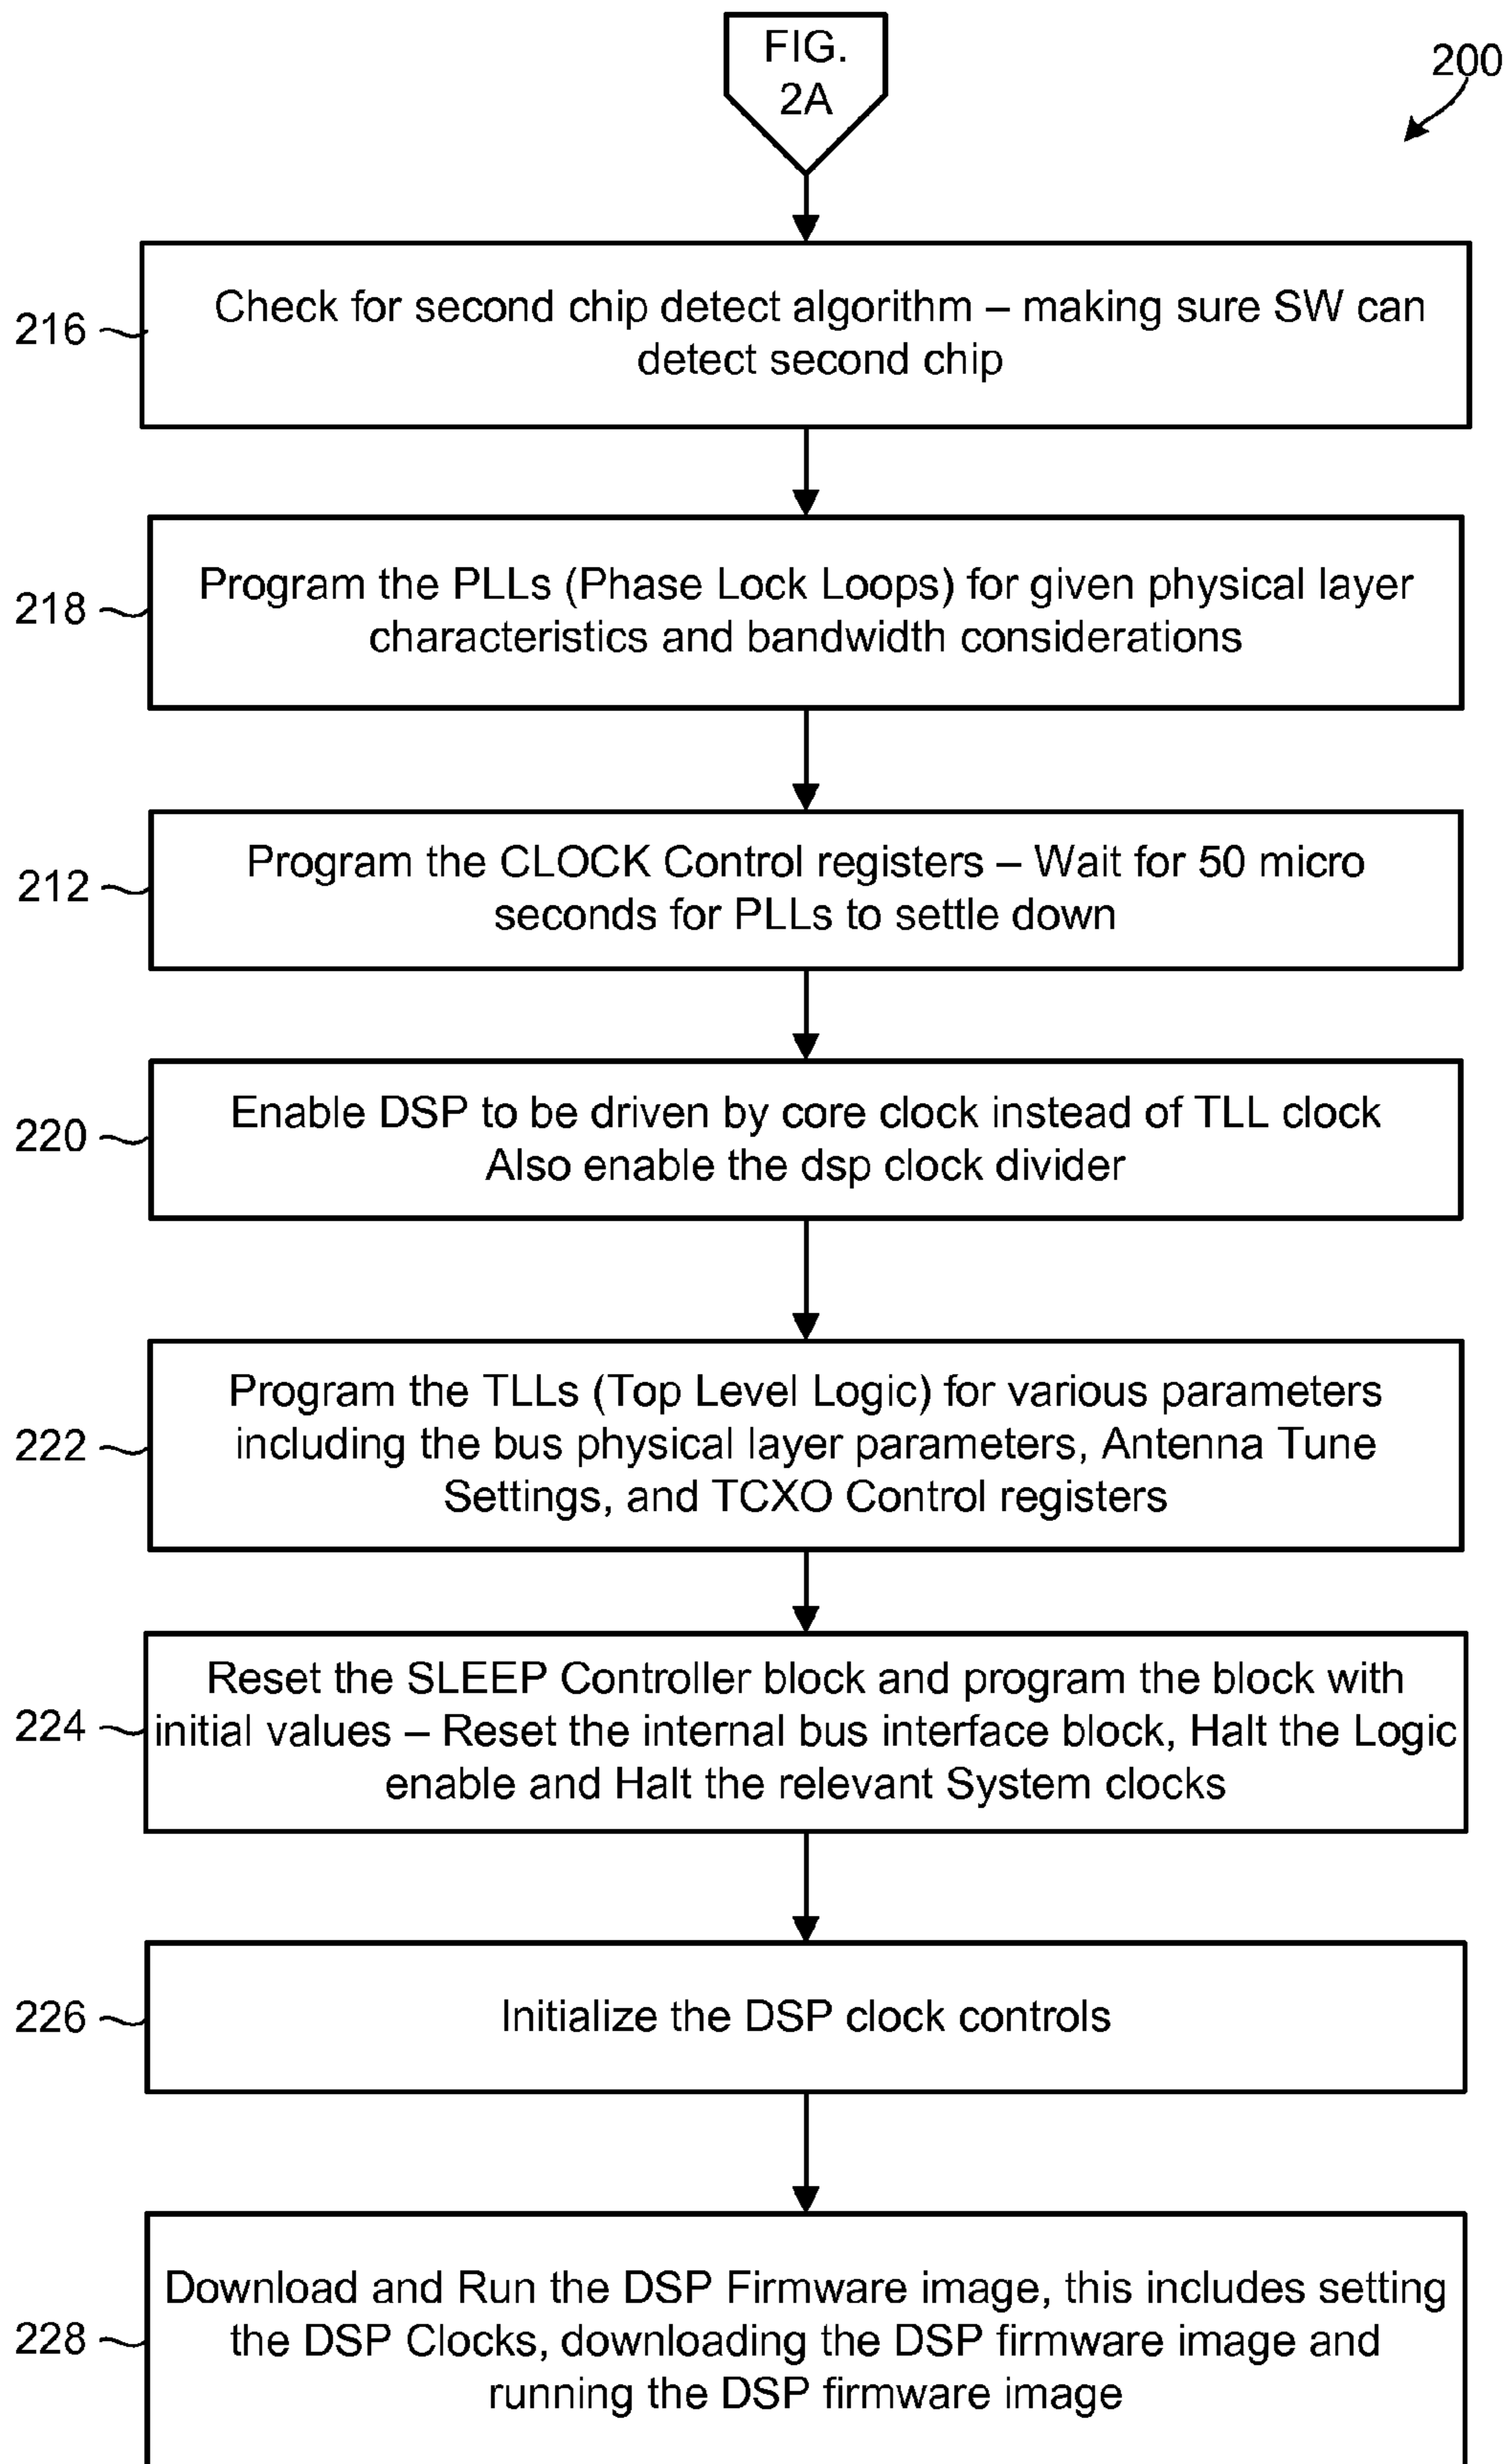 FIG.
2A
200
216
Check for second chip detect algorithm – making sure SW can
detect second chip
218
Program the PLLs (Phase Lock Loops) for given physical layer
characteristics and bandwidth considerations
212
Program the CLOCK Control registers – Wait for 50 micro
seconds for PLLs to settle down
220
Enable DSP to be driven by core clock instead of TLL clock
Also enable the dsp clock divider
222
Program the TLLs (Top Level Logic) for various parameters
including the bus physical layer parameters, Antenna Tune
Settings, and TCXO Control registers
224
Reset the SLEEP Controller block and program the block with
initial values – Reset the internal bus interface block, Halt the Logic
enable and Halt the relevant System clocks
226
Initialize the DSP clock controls
228
Download and Run the DSP Firmware image, this includes setting
the DSP Clocks, downloading the DSP firmware image and
running the DSP firmware image